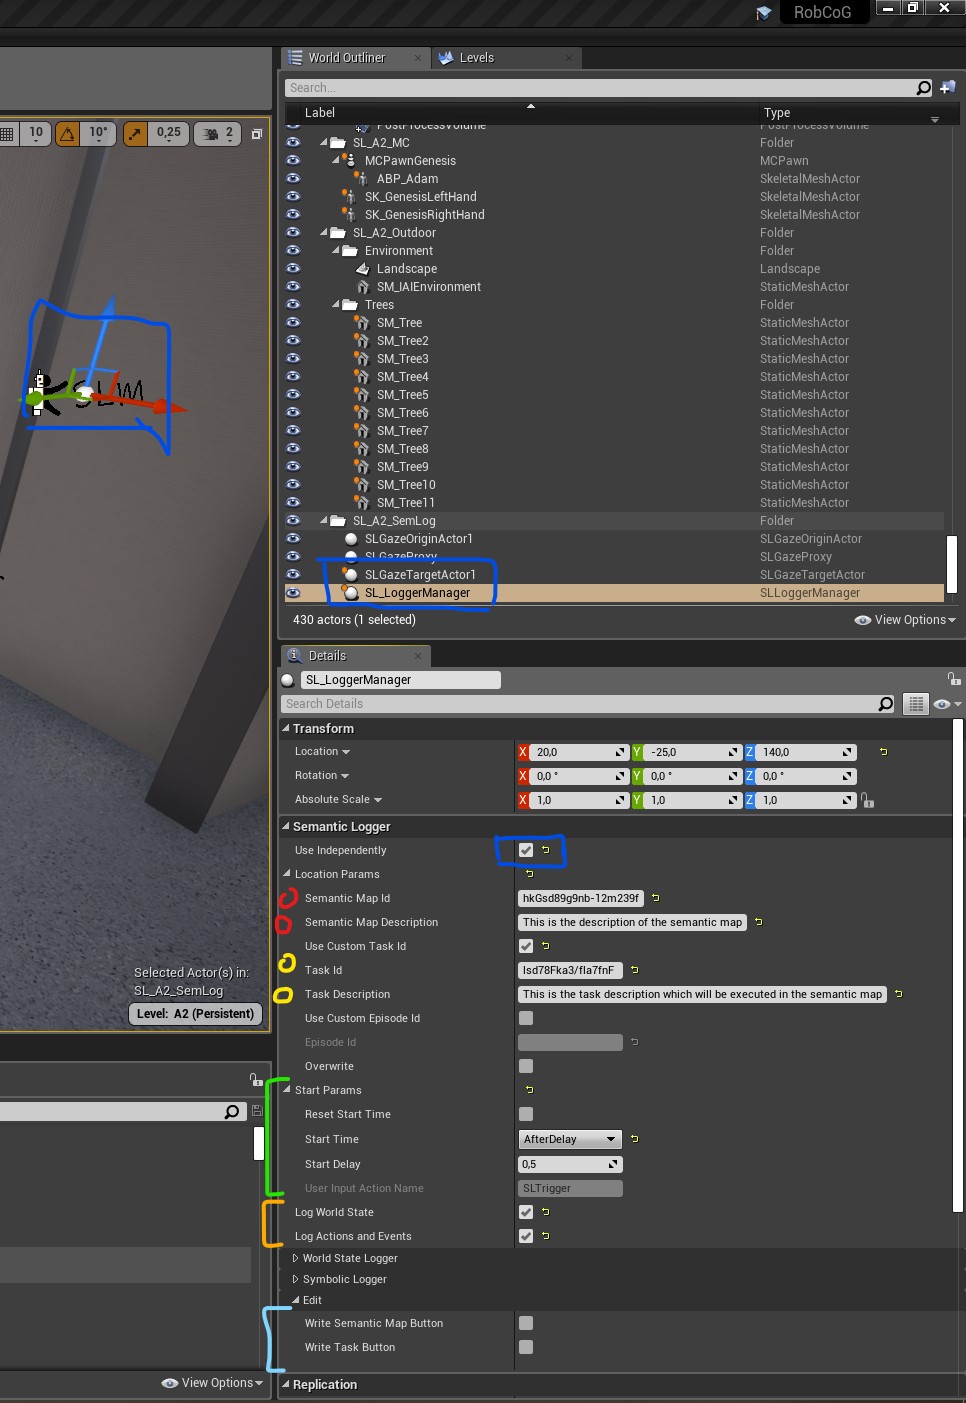 RobCoG
World Outliner
Levels
Search...
Label Type
PostProcessVolume PostProcessVolume
SL_A2_MC Folder
MCPawnGenesis MCPawn
ABP_Adam SkeletalMeshActor
SK_GenesisLeftHand SkeletalMeshActor
SK_GenesisRightHand SkeletalMeshActor
SL_A2_Outdoor Folder
Environment Folder
Landscape Landscape
SM_IAIEnvironment StaticMeshActor
Trees Folder
SM_Tree StaticMeshActor
SM_Tree2 StaticMeshActor
SM_Tree3 StaticMeshActor
SM_Tree4 StaticMeshActor
SM_Tree5 StaticMeshActor
SM_Tree6 StaticMeshActor
SM_Tree7 StaticMeshActor
SM_Tree8 StaticMeshActor
SM_Tree9 StaticMeshActor
SM_Tree10 StaticMeshActor
SM_Tree11 StaticMeshActor
SL_A2_SemLog Folder
SLGazeOriginActor1 SLGazeOriginActor
SLGazeProxy SLGazeProxy
SLGazeTargetActor1 SLGazeTargetActor
SL_LoggerManager SLLoggerManager
430 actors (1 selected) View Options
10 10° 0,25 2
SLM
Selected Actor(s) in:
SL_A2_SemLog
Level: A2 (Persistent)
View Options
Details
SL_LoggerManager
Search Details
Transform
Location X 20,0 Y -25,0 Z 140,0
Rotation X 0,0 ° Y 0,0 ° Z 0,0 °
Absolute Scale X 1,0 Y 1,0 Z 1,0
Semantic Logger
Use Independently
Location Params
Semantic Map Id hkGsd89g9nb-12m239f
Semantic Map Description This is the description of the semantic map
Use Custom Task Id
Task Id lsd78Fka3/fla7fnF
Task Description This is the task description which will be executed in the semantic map
Use Custom Episode Id
Episode Id
Overwrite
Start Params
Reset Start Time
Start Time AfterDelay
Start Delay 0,5
User Input Action Name SLTrigger
Log World State
Log Actions and Events
World State Logger
Symbolic Logger
Edit
Write Semantic Map Button
Write Task Button
Replication